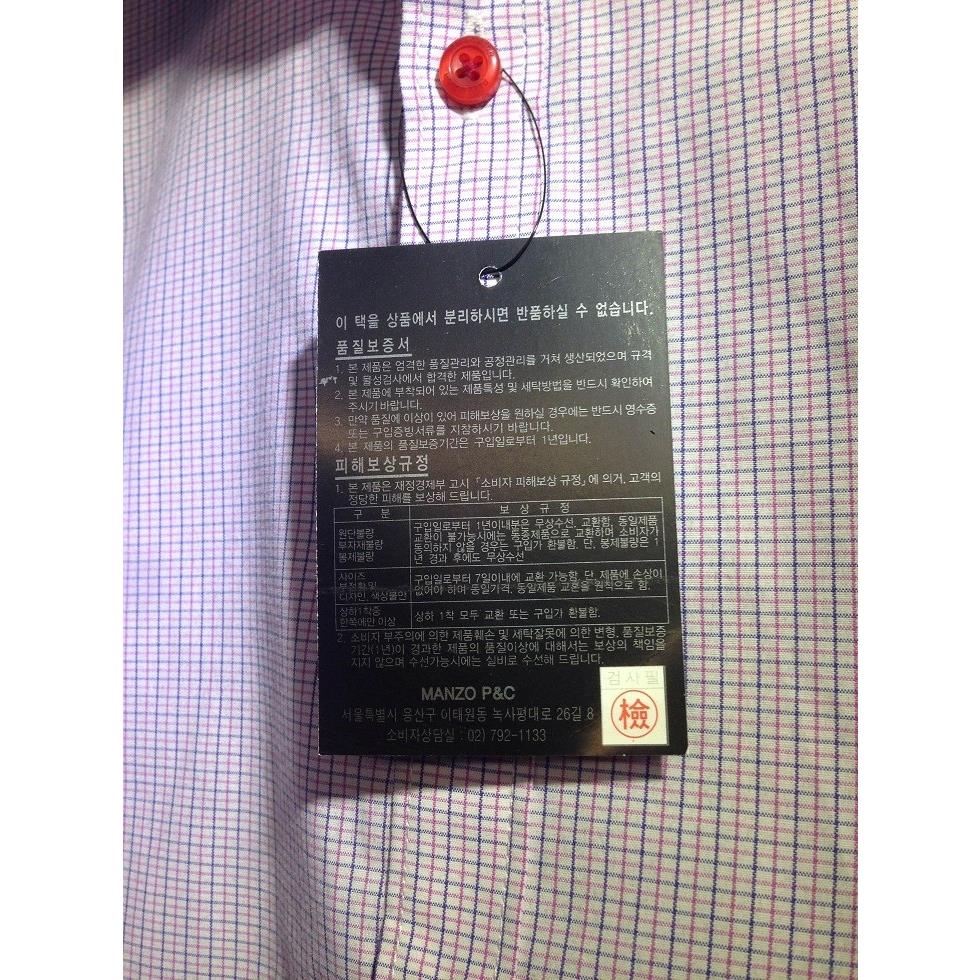 이 택을 상품에서 분리하시면 반품하실 수 없습니다.
품질보증서
1. 본 제품은 엄격한 품질관리와 공정관리를 거쳐 생산되었으며 규격
및 물성검사에서 합격한 제품입니다.
2. 본 제품에 부착되어 있는 제품특성 및 세탁방법을 반드시 확인하여
주시기 바랍니다.
3. 만약 품질에 이상이 있어 피해보상을 원하실 경우에는 반드시 영수증
또는 구입증빙서류를 지참하시기 바랍니다.
4. 본 제품의 품질보증기간은 구입일로부터 1년입니다.
피해보상규정
1. 본 제품은 재정경제부 고시 「소비자 피해보상 규정」에 의거, 고객의
정당한 피해를 보상해 드립니다.
구 분 보 상 규 정
원단불량
부자재불량
봉제불량
구입일로부터 1년이내분은 무상수선, 교환함, 동일제품
교환이 불가능시에는 동종제품으로 교환하며 소비자가
동의하지 않을 경우는 구입가 환불함. 단, 봉제불량은 1
년 경과 후에도 무상수선
사이즈
부정확 및
디자인, 색상불만
구입일로부터 7일이내에 교환 가능함. 단, 제품에 손상이
없어야 하며 동일가격, 동일제품 교환을 원칙으로 함.
상하1착중
한쪽에만 이상
상하 1착 모두 교환 또는 구입가 환불함.
2. 소비자 부주의에 의한 제품훼손 및 세탁잘못에 의한 변형, 품질보증
기간(1년)이 경과한 제품의 품질이상에 대해서는 보상의 책임을
지지 않으며 수선가능시에는 실비로 수선해 드립니다.
MANZO P&C
서울특별시 용산구 이태원동 녹사평대로 26길 8
소비자상담실 : 02) 792-1133
검사필
檢